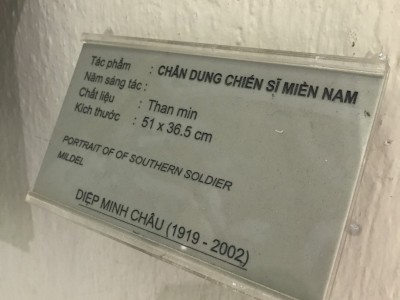 Tác phẩm : CHÂN DUNG CHIẾN SĨ MIỀN NAM
Năm sáng tác :
Chất liệu : Than min
Kích thước : 51 x 36.5 cm
PORTRAIT OF OF SOUTHERN SOLDIER
MILDEL
DIỆP MINH CHÂU (1919 - 2002)